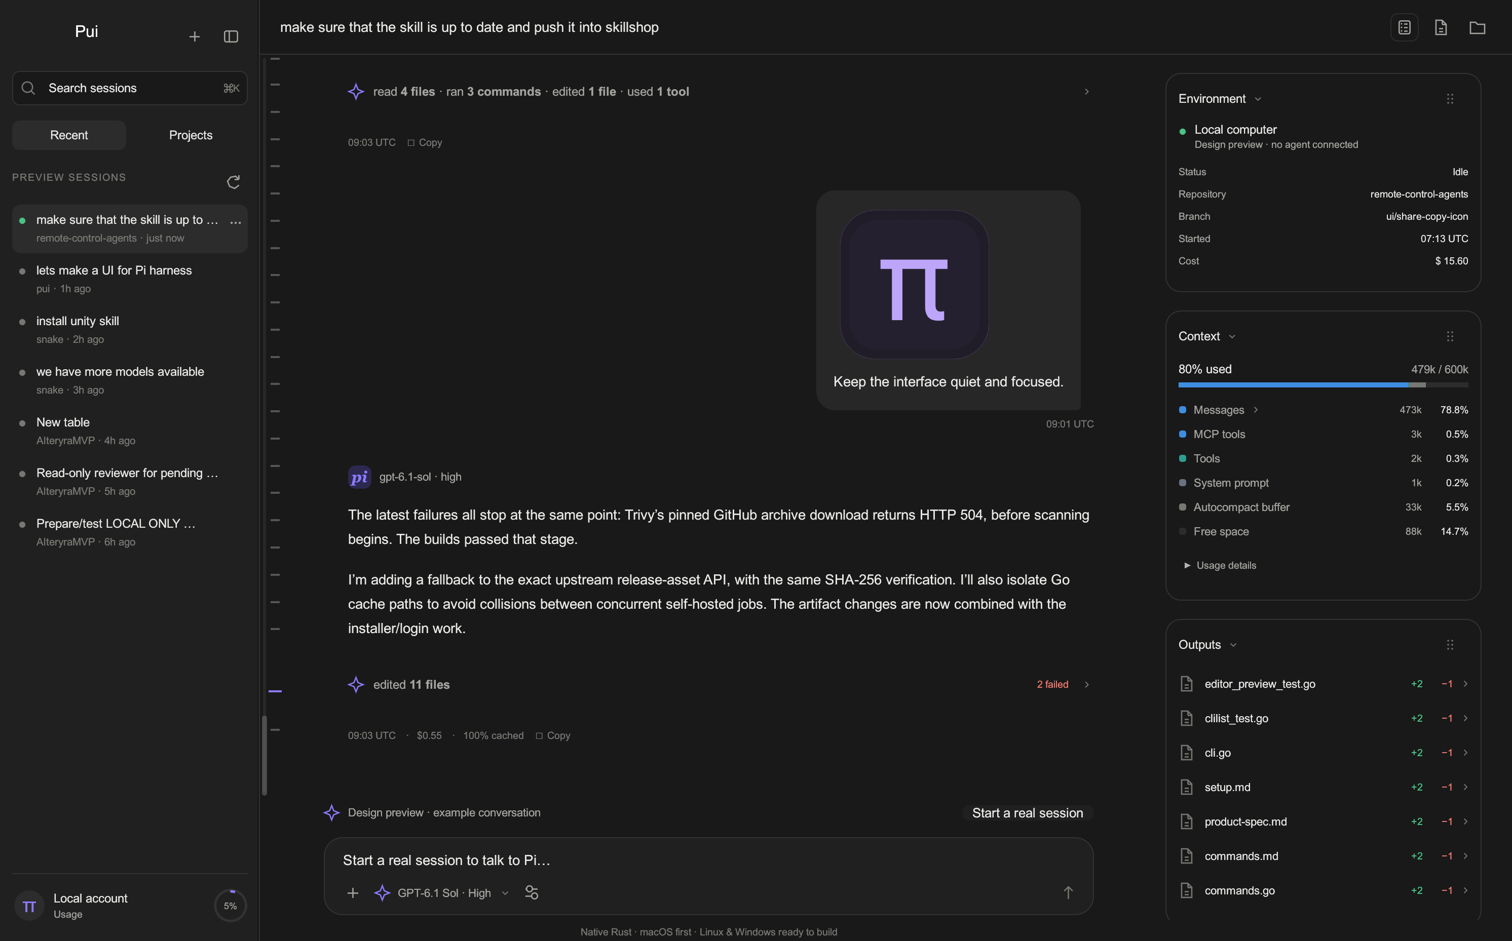 Pui
Search sessions ⌘K
Recent Projects
PREVIEW SESSIONS
make sure that the skill is up to …
remote-control-agents · just now
lets make a UI for Pi harness
pui · 1h ago
install unity skill
snake · 2h ago
we have more models available
snake · 3h ago
New table
AlteryraMVP · 4h ago
Read-only reviewer for pending …
AlteryraMVP · 5h ago
Prepare/test LOCAL ONLY …
AlteryraMVP · 6h ago
π
Local account
Usage
5%
make sure that the skill is up to date and push it into skillshop
read 4 files · ran 3 commands · edited 1 file · used 1 tool
09:03 UTC Copy
π
Keep the interface quiet and focused.
09:01 UTC
pi gpt-6.1-sol · high
The latest failures all stop at the same point: Trivy’s pinned GitHub archive download returns HTTP 504, before scanning
begins. The builds passed that stage.
I’m adding a fallback to the exact upstream release-asset API, with the same SHA-256 verification. I’ll also isolate Go
cache paths to avoid collisions between concurrent self-hosted jobs. The artifact changes are now combined with the
installer/login work.
edited 11 files 2 failed
09:03 UTC · $0.55 · 100% cached Copy
Design preview · example conversation Start a real session
Start a real session to talk to Pi…
GPT-6.1 Sol · High
Native Rust · macOS first · Linux & Windows ready to build
Environment
Local computer
Design preview · no agent connected
Status Idle
Repository remote-control-agents
Branch ui/share-copy-icon
Started 07:13 UTC
Cost $ 15.60
Context
80% used 479k / 600k
Messages 473k 78.8%
MCP tools 3k 0.5%
Tools 2k 0.3%
System prompt 1k 0.2%
Autocompact buffer 33k 5.5%
Free space 88k 14.7%
Usage details
Outputs
editor_preview_test.go +2 −1
clilist_test.go +2 −1
cli.go +2 −1
setup.md +2 −1
product-spec.md +2 −1
commands.md +2 −1
commands.go +2 −1